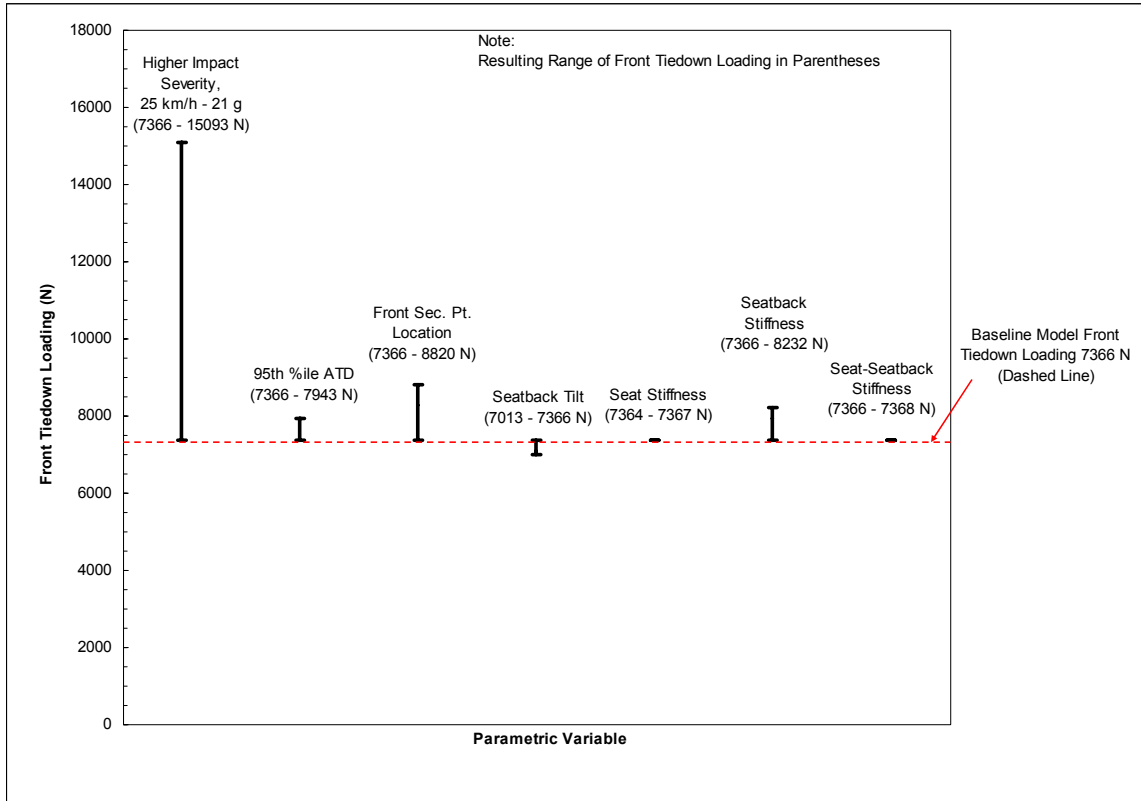 Note:
Resulting Range of Front Tiedown Loading in Parentheses
18000
16000
14000
12000
10000
8000
6000
4000
2000
0
Front Tiedown Loading (N)
Higher Impact
Severity,
25 km/h - 21 g
(7366 - 15093 N)
95th %ile ATD
(7366 - 7943 N)
Front Sec. Pt.
Location
(7366 - 8820 N)
Seatback Tilt
(7013 - 7366 N)
Seat Stiffness
(7364 - 7367 N)
Seatback
Stiffness
(7366 - 8232 N)
Seat-Seatback
Stiffness
(7366 - 7368 N)
Baseline Model Front
Tiedown Loading 7366 N
(Dashed Line)
Parametric Variable